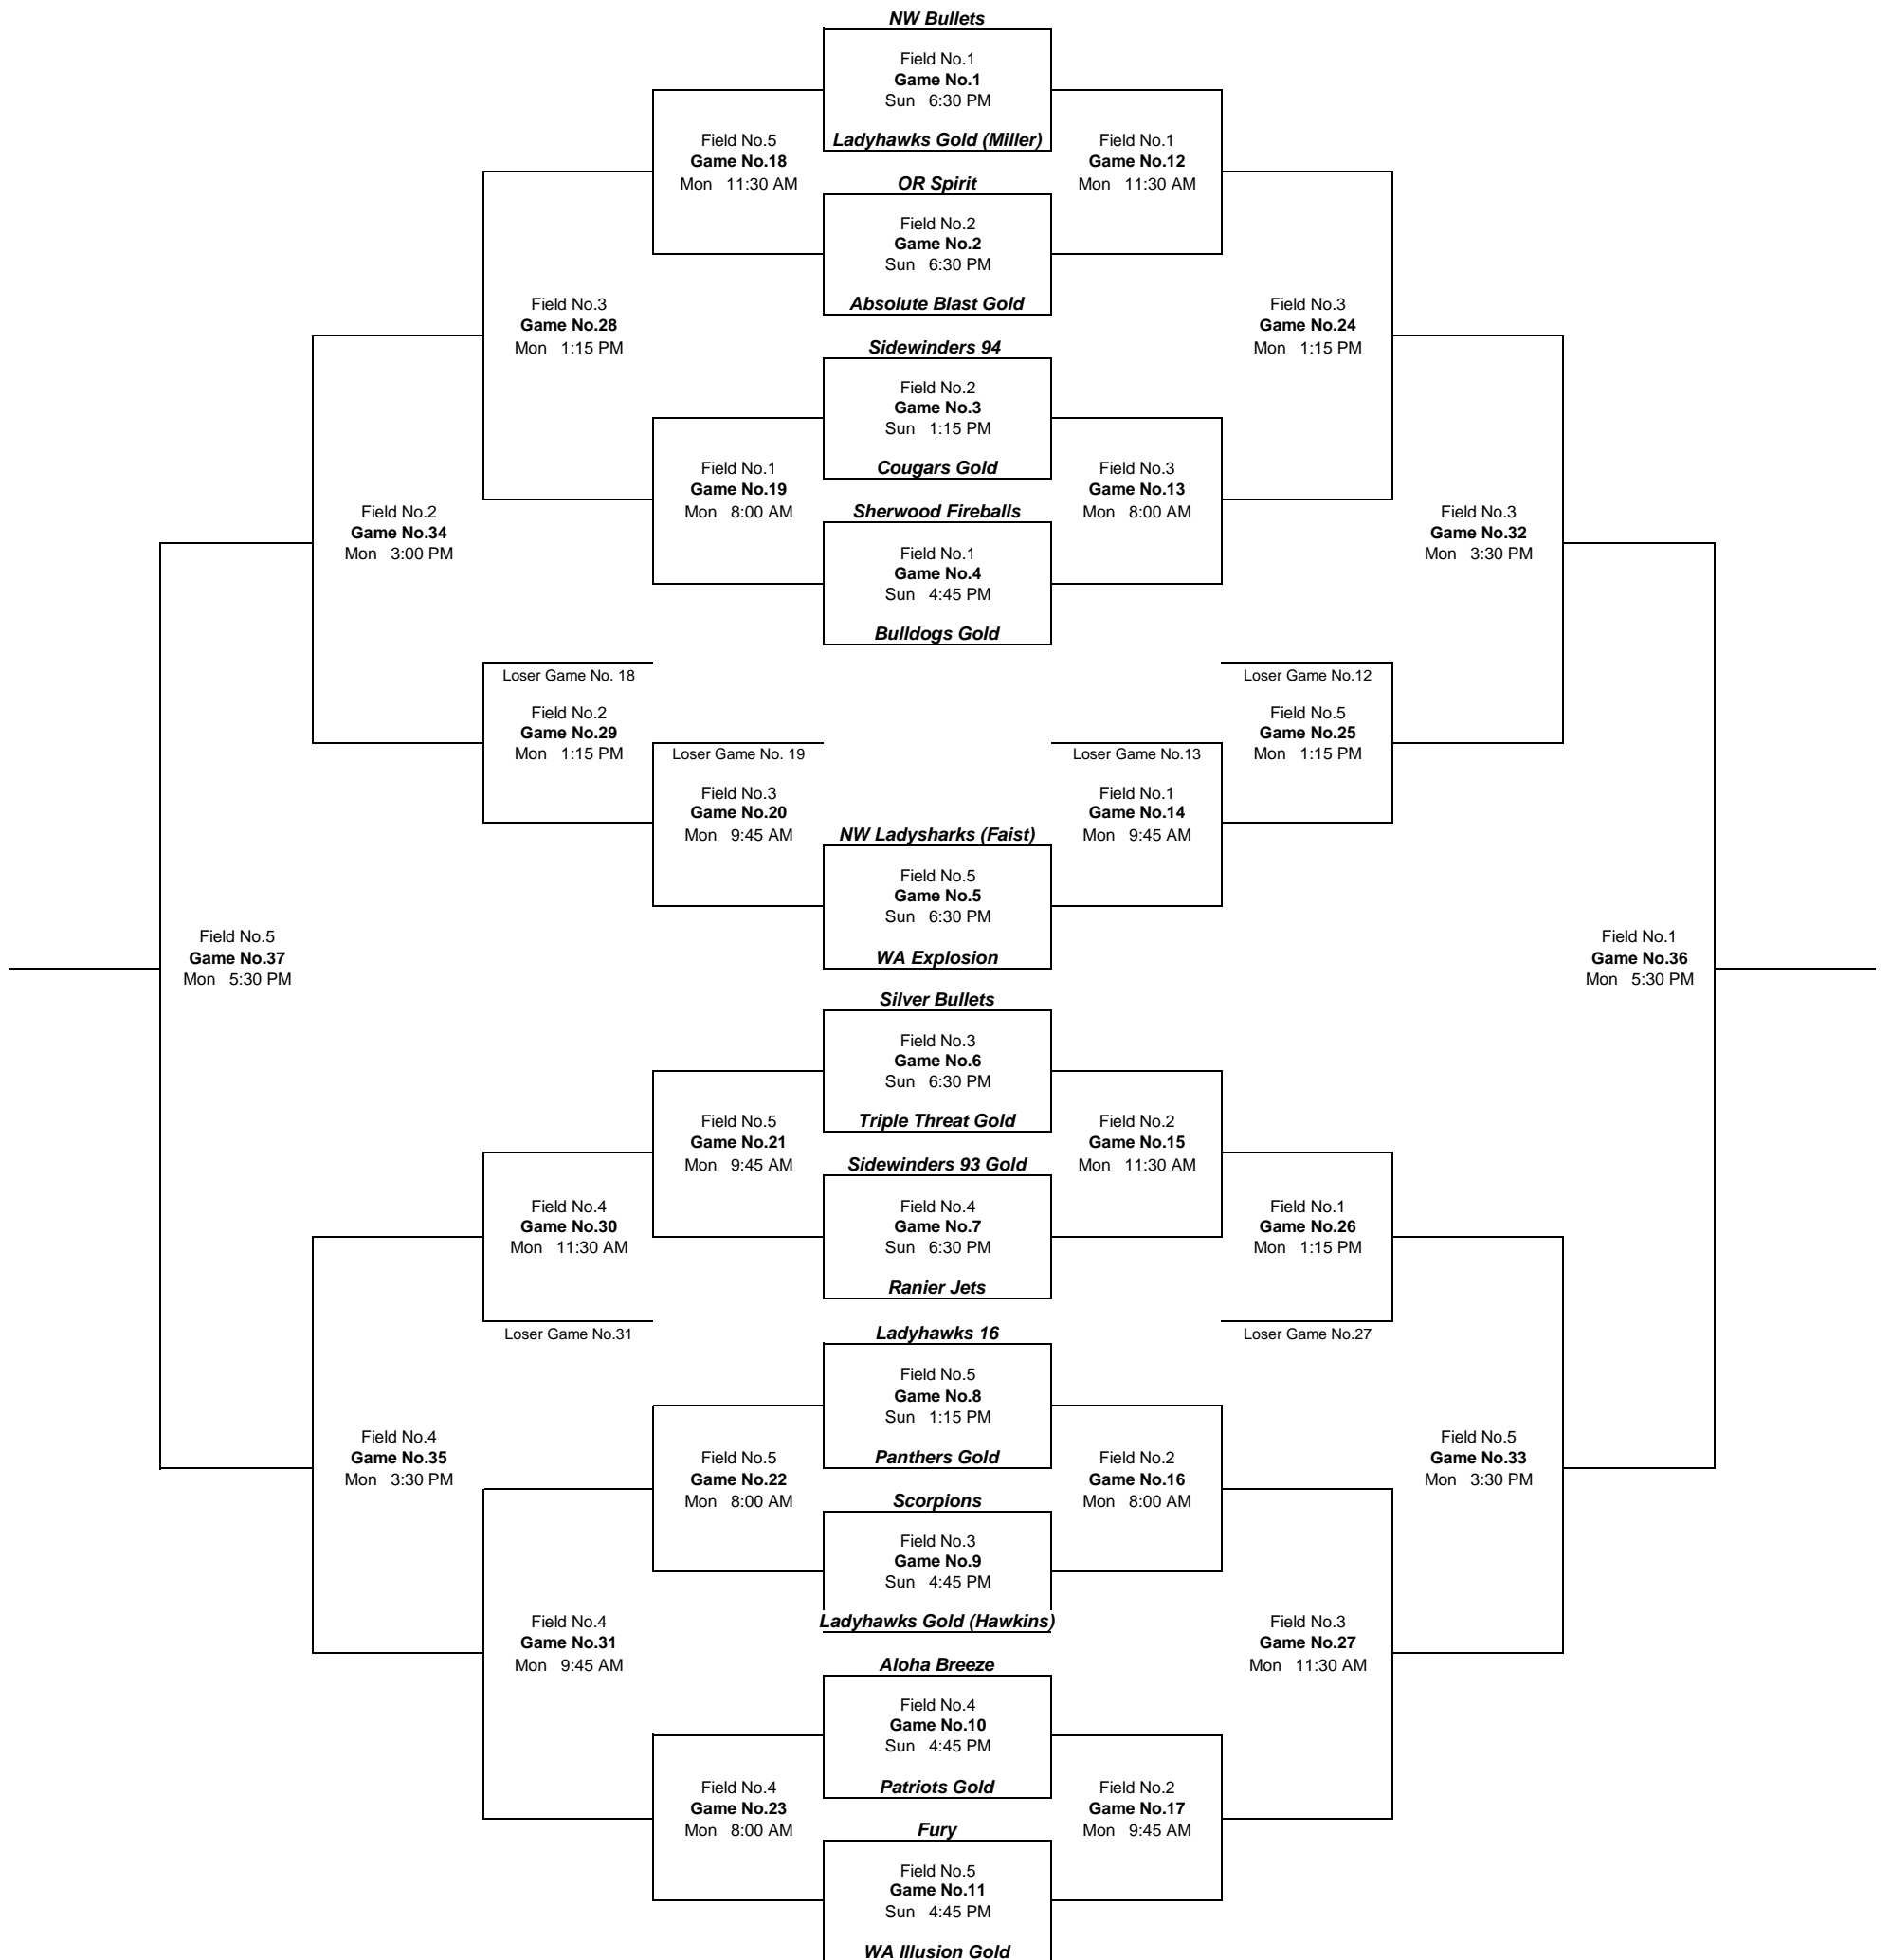 NW Bullets
Field No.1
Game No.1
Sun 6:30 PM
Ladyhawks Gold (Miller)
Field No.5
Game No.18
Mon 11:30 AM
Field No.1
Game No.12
Mon 11:30 AM
OR Spirit
Field No.2
Game No.2
Sun 6:30 PM
Absolute Blast Gold
Field No.3
Game No.28
Mon 1:15 PM
Field No.3
Game No.24
Mon 1:15 PM
Sidewinders 94
Field No.2
Game No.3
Sun 1:15 PM
Cougars Gold
Field No.1
Game No.19
Mon 8:00 AM
Field No.3
Game No.13
Mon 8:00 AM
Field No.2
Game No.34
Mon 3:00 PM
Sherwood Fireballs
Field No.1
Game No.4
Sun 4:45 PM
Bulldogs Gold
Field No.3
Game No.32
Mon 3:30 PM
Loser Game No. 18
Field No.2
Game No.29
Mon 1:15 PM
Loser Game No.12
Field No.5
Game No.25
Mon 1:15 PM
Loser Game No. 19
Field No.3
Game No.20
Mon 9:45 AM
Loser Game No.13
Field No.1
Game No.14
Mon 9:45 AM
NW Ladysharks (Faist)
Field No.5
Game No.5
Sun 6:30 PM
WA Explosion
Field No.5
Game No.37
Mon 5:30 PM
Field No.1
Game No.36
Mon 5:30 PM
Silver Bullets
Field No.3
Game No.6
Sun 6:30 PM
Triple Threat Gold
Field No.5
Game No.21
Mon 9:45 AM
Field No.2
Game No.15
Mon 11:30 AM
Sidewinders 93 Gold
Field No.4
Game No.7
Sun 6:30 PM
Ranier Jets
Field No.4
Game No.30
Mon 11:30 AM
Loser Game No.31
Field No.1
Game No.26
Mon 1:15 PM
Loser Game No.27
Ladyhawks 16
Field No.5
Game No.8
Sun 1:15 PM
Panthers Gold
Field No.4
Game No.35
Mon 3:30 PM
Field No.5
Game No.22
Mon 8:00 AM
Field No.2
Game No.16
Mon 8:00 AM
Field No.5
Game No.33
Mon 3:30 PM
Scorpions
Field No.3
Game No.9
Sun 4:45 PM
Ladyhawks Gold (Hawkins)
Field No.4
Game No.31
Mon 9:45 AM
Field No.3
Game No.27
Mon 11:30 AM
Aloha Breeze
Field No.4
Game No.10
Sun 4:45 PM
Patriots Gold
Field No.4
Game No.23
Mon 8:00 AM
Field No.2
Game No.17
Mon 9:45 AM
Fury
Field No.5
Game No.11
Sun 4:45 PM
WA Illusion Gold